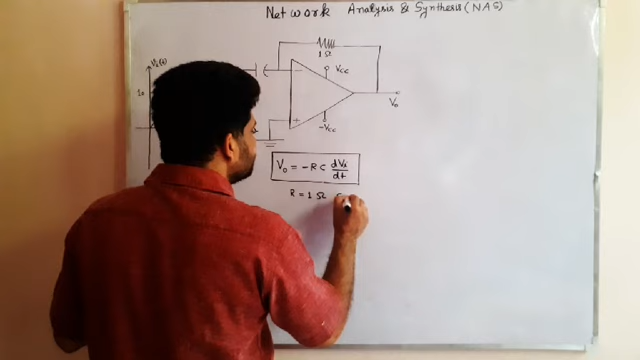 Network Analysis & Synthesis (NAS)
1Ω
Vi(t)
Vcc
10
Vo
-Vcc
Vo = -RC dVi/dt
R = 1 Ω